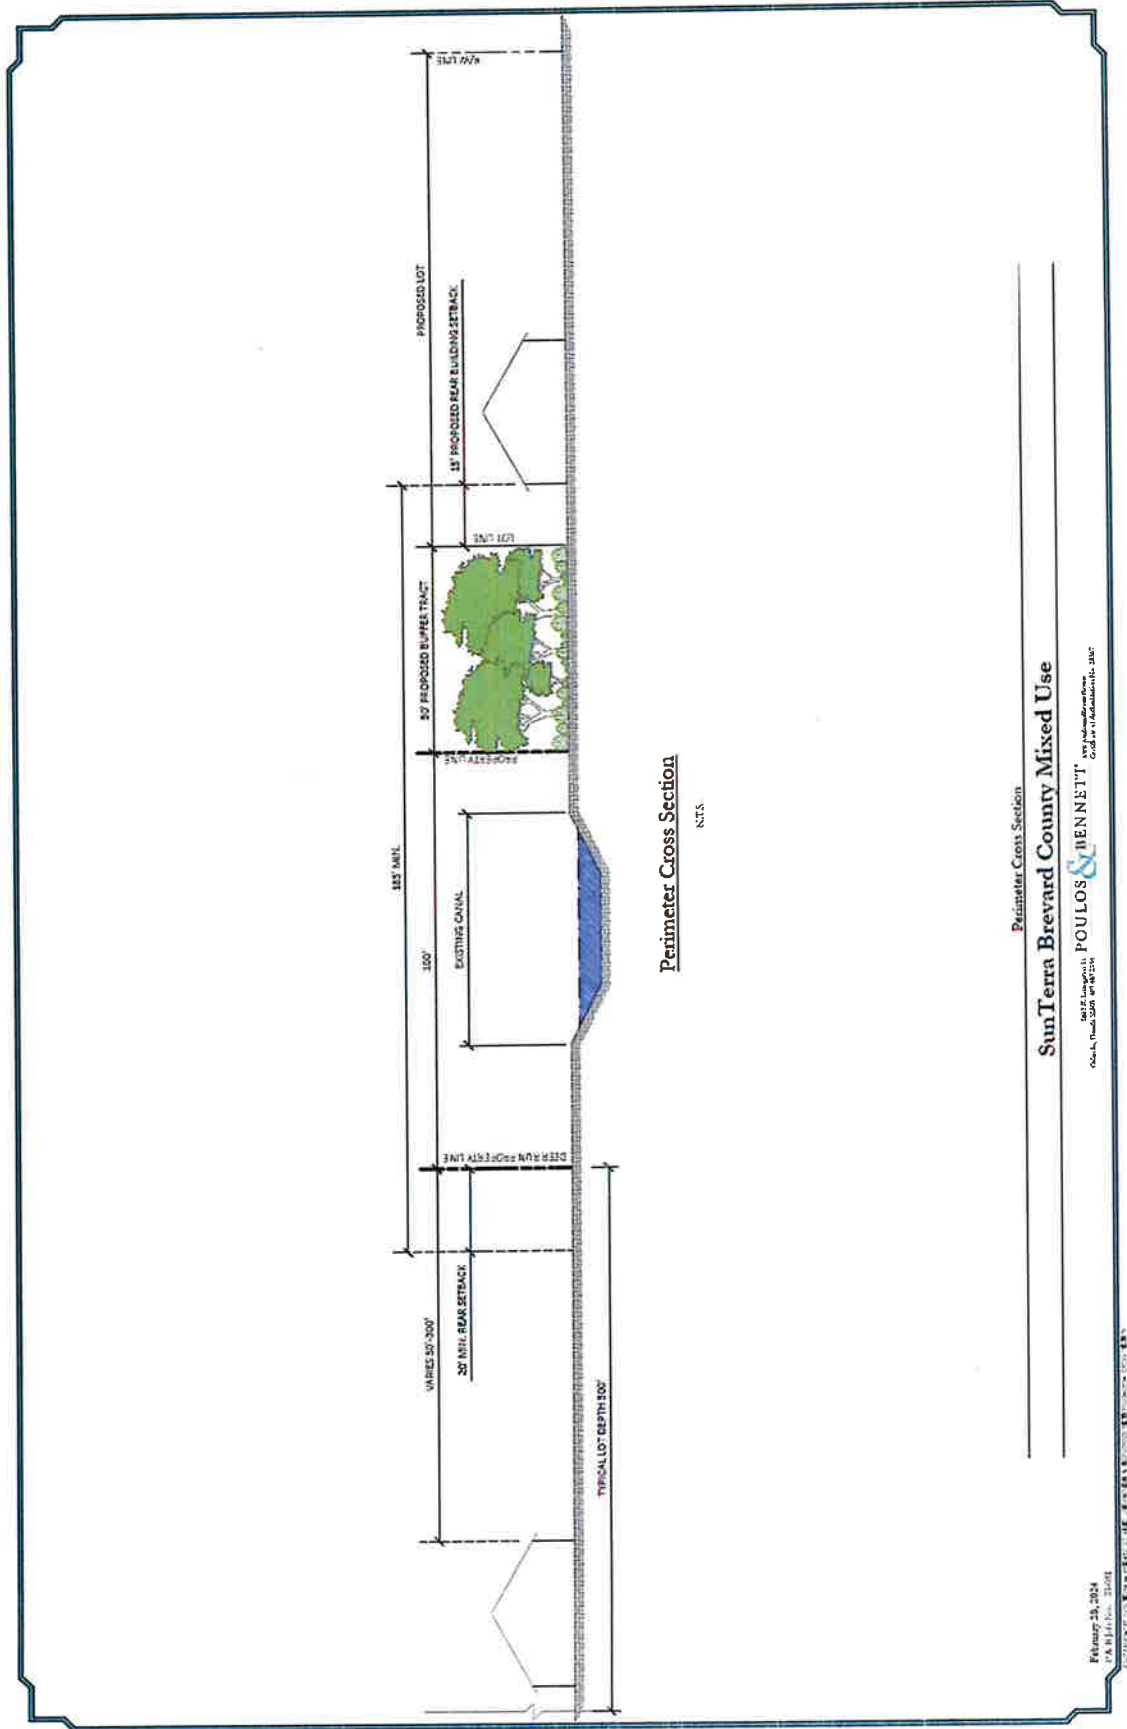 PROPOSED LOT
R/W LINE
15' PROPOSED REAR BUILDING SETBACK
185' MIN.
50' PROPOSED BUFFER TRACT
LOT LINE
PROPERTY LINE
100'
EXISTING CANAL
DEER RUN PROPERTY LINE
VARIES 50'-300'
20' MIN. REAR SETBACK
TYPICAL LOT DEPTH 300'
Perimeter Cross Section
N.T.S.
Perimeter Cross Section
SunTerra Brevard County Mixed Use
POULOS & BENNETT
February 20, 2024